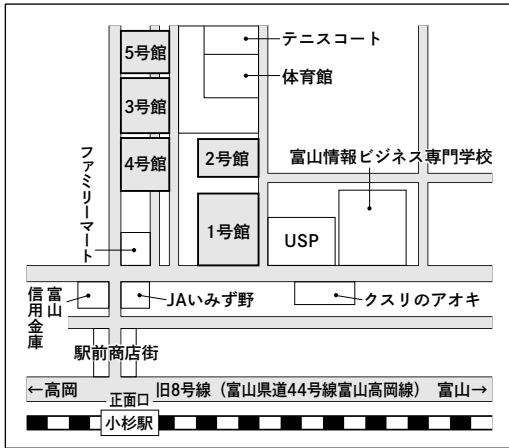 テニスコート
5号館
体育館
3号館
ファミリーマート
4号館
2号館
富山情報ビジネス専門学校
1号館
USP
富山
信用金庫
JAいみず野
クスリのアオキ
駅前商店街
←高岡 旧8号線（富山県道44号線富山高岡線） 富山→
正面口
小杉駅